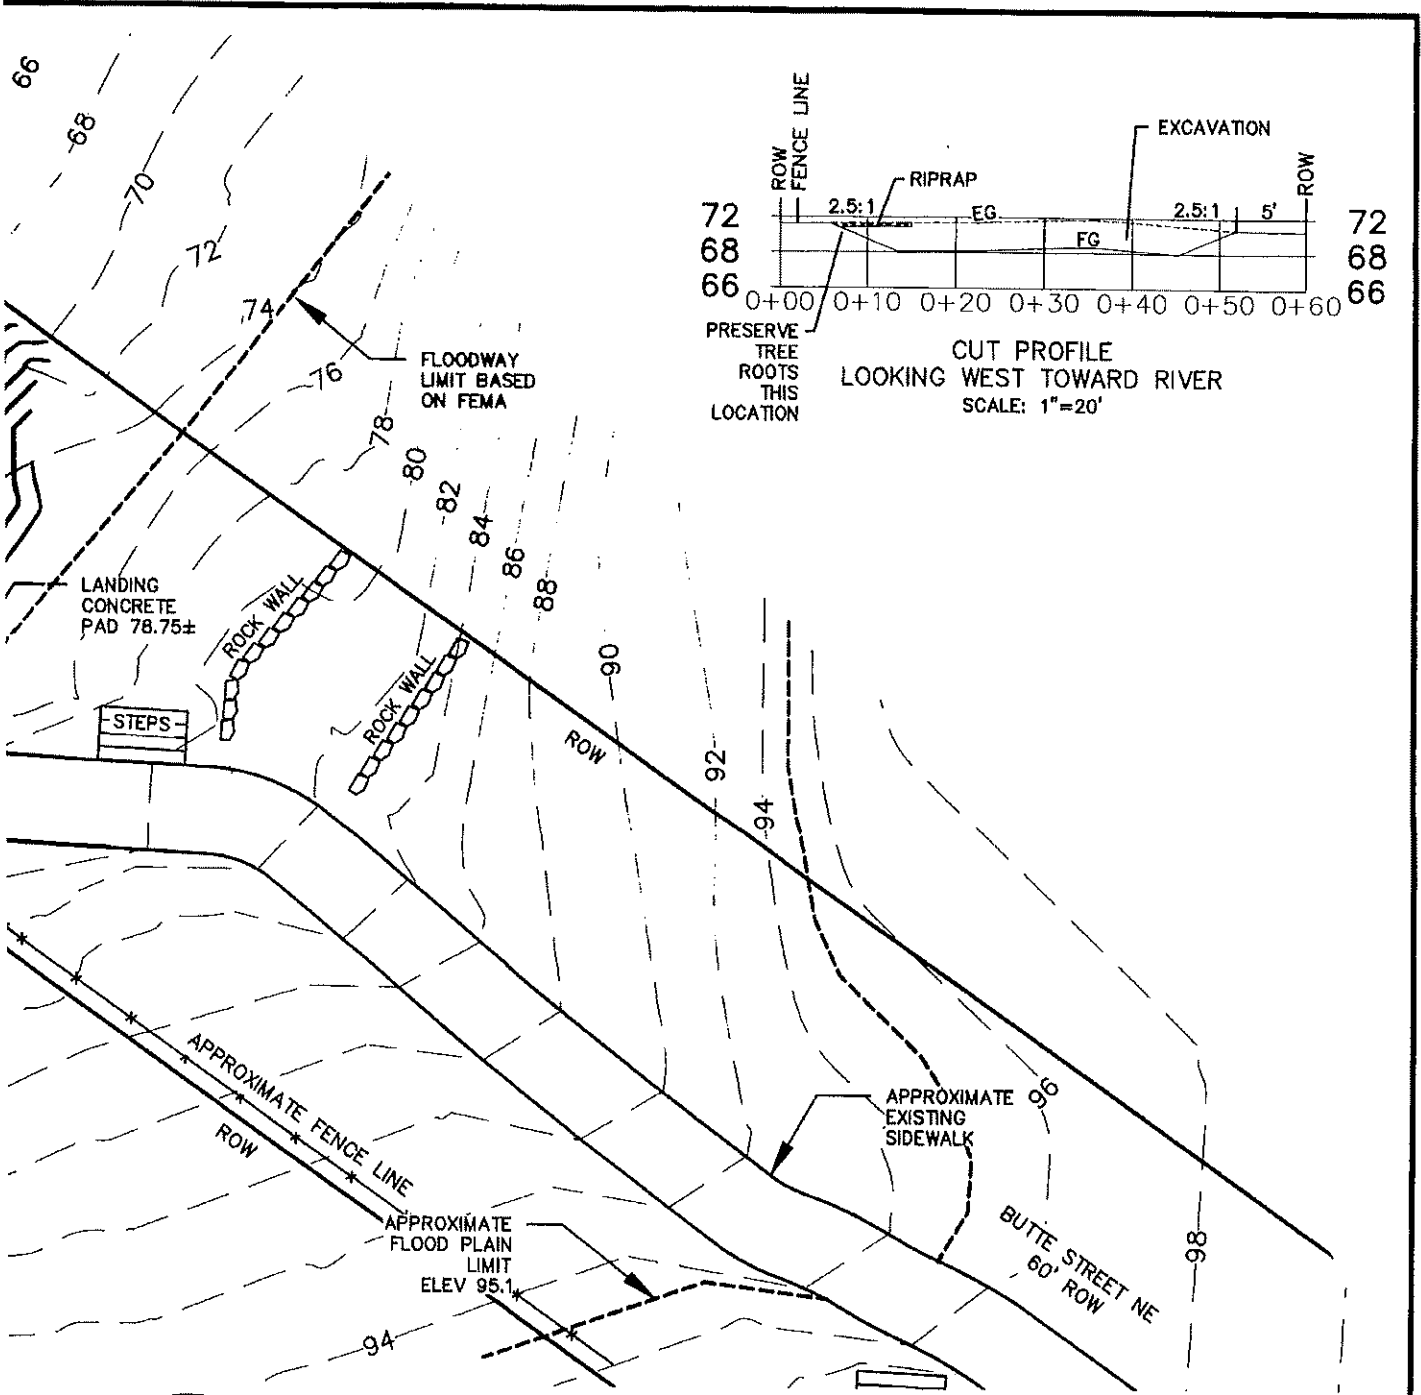 66
68
70
72
74
76
78
80
82
84
86
88
90
92
94
FLOODWAY
LIMIT BASED
ON FEMA
ROW
FENCE LINE
RIPRAP
EXCAVATION
ROW
72
68
66
2.5:1
EG
FG
2.5:1
5'
72
68
66
0+00 0+10 0+20 0+30 0+40 0+50 0+60
PRESERVE
TREE
ROOTS
THIS
LOCATION
CUT PROFILE
LOOKING WEST TOWARD RIVER
SCALE: 1"=20'
LANDING
CONCRETE
PAD 78.75±
ROCK WALL
ROCK WALL
STEPS
ROW
APPROXIMATE FENCE LINE
ROW
APPROXIMATE
EXISTING
SIDEWALK
96
APPROXIMATE
FLOOD PLAIN
LIMIT
ELEV 95.1
BUTTE STREET NE
60' ROW
98
94